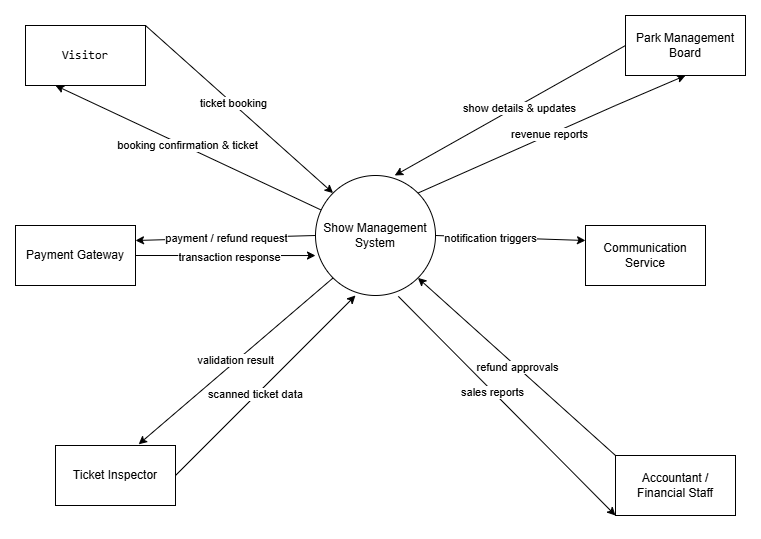 Visitor
Park Management
Board
ticket booking
show details & updates
revenue reports
booking confirmation & ticket
Show Management
System
payment / refund request
notification triggers
Payment Gateway
transaction response
Communication
Service
validation result
refund approvals
scanned ticket data
sales reports
Ticket Inspector
Accountant /
Financial Staff